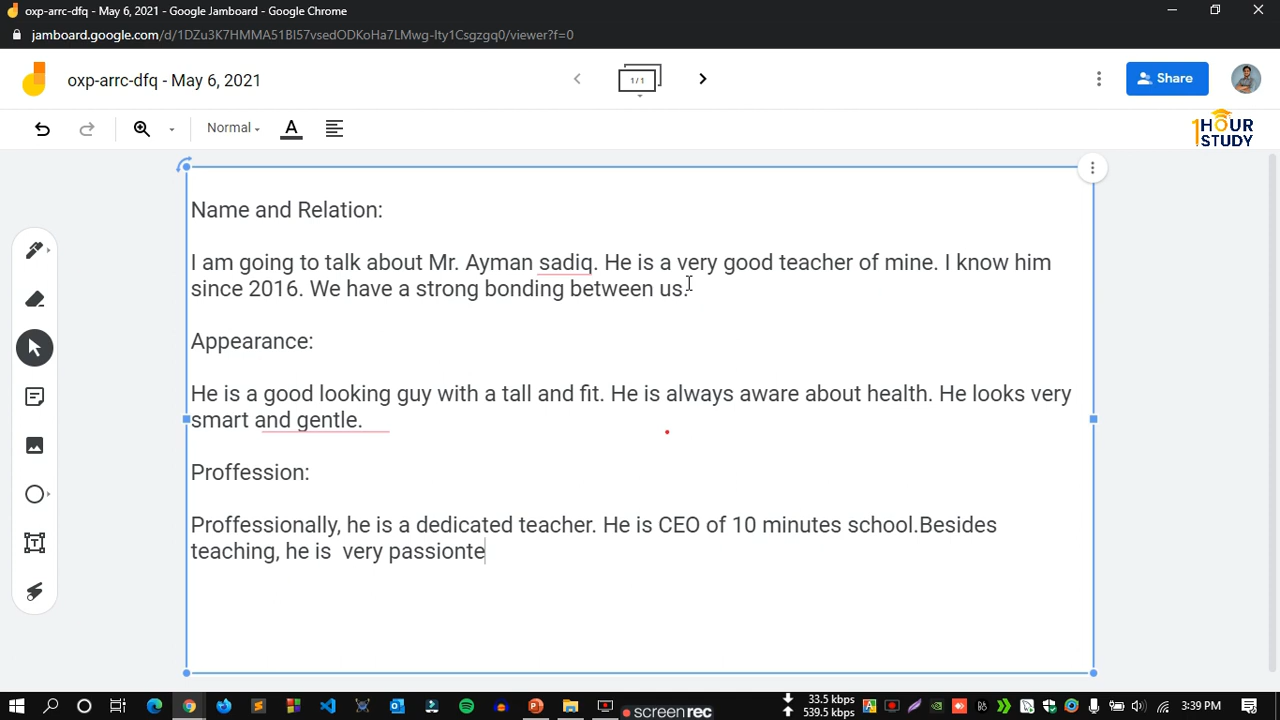 oxp-arrc-dfq - May 6, 2021 - Google Jamboard - Google Chrome
jamboard.google.com/d/1DZu3K7HMMA51BI57vsedODKoHa7LMwg-Ity1Csgzgq0/viewer?f=0
oxp-arrc-dfq - May 6, 2021
1/1
Share
Normal
1HOUR
STUDY
Name and Relation:
I am going to talk about Mr. Ayman sadiq. He is a very good teacher of mine. I know him
since 2016. We have a strong bonding between us.
Appearance:
He is a good looking guy with a tall and fit. He is always aware about health. He looks very
smart and gentle.
Proffession:
Proffessionally, he is a dedicated teacher. He is CEO of 10 minutes school.Besides
teaching, he is  very passionte
33.5 kbps
539.5 kbps
screenrec
3:39 PM